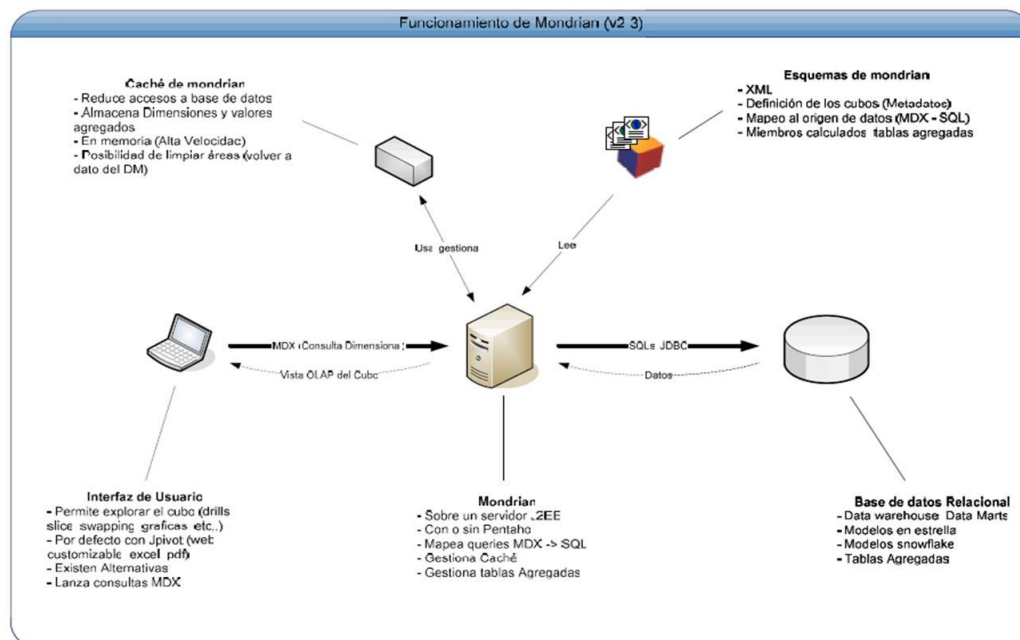 Funcionamiento de Mondrian (v2 3)
Caché de mondrian
- Reduce accesos a base de datos
- Almacena Dimensiones y valores
agregados
- En memoria (Alta Velocidac)
- Posibilidad de limpiar áreas (volver a
dato del DM)
Esquemas de mondrian
- XML
- Definición de los cubos (Metadatos)
- Mapeo al origen de datos (MDX - SQL)
- Miembros calculados tablas agregadas
Usa gestiona
Lee
MDX (Consulta Dimensiona )
Vista OLAP del Cubo
SQLs JDBC
Datos
Interfaz de Usuario
- Permite explorar el cubo (drills
slice swapping graficas etc..)
- Por defecto con Jpivot (web
customizable excel pdf)
- Existen Alternativas
- Lanza consultas MDX
Mondrian
- Sobre un servidor J2EE
- Con o sin Pentaho
- Mapea queries MDX -> SQL
- Gestiona Caché
- Gestiona tablas Agregadas
Base de datos Relacional
- Data warehouse Data Marts
- Modelos en estrella
- Modelos snowflake
- Tablas Agregadas